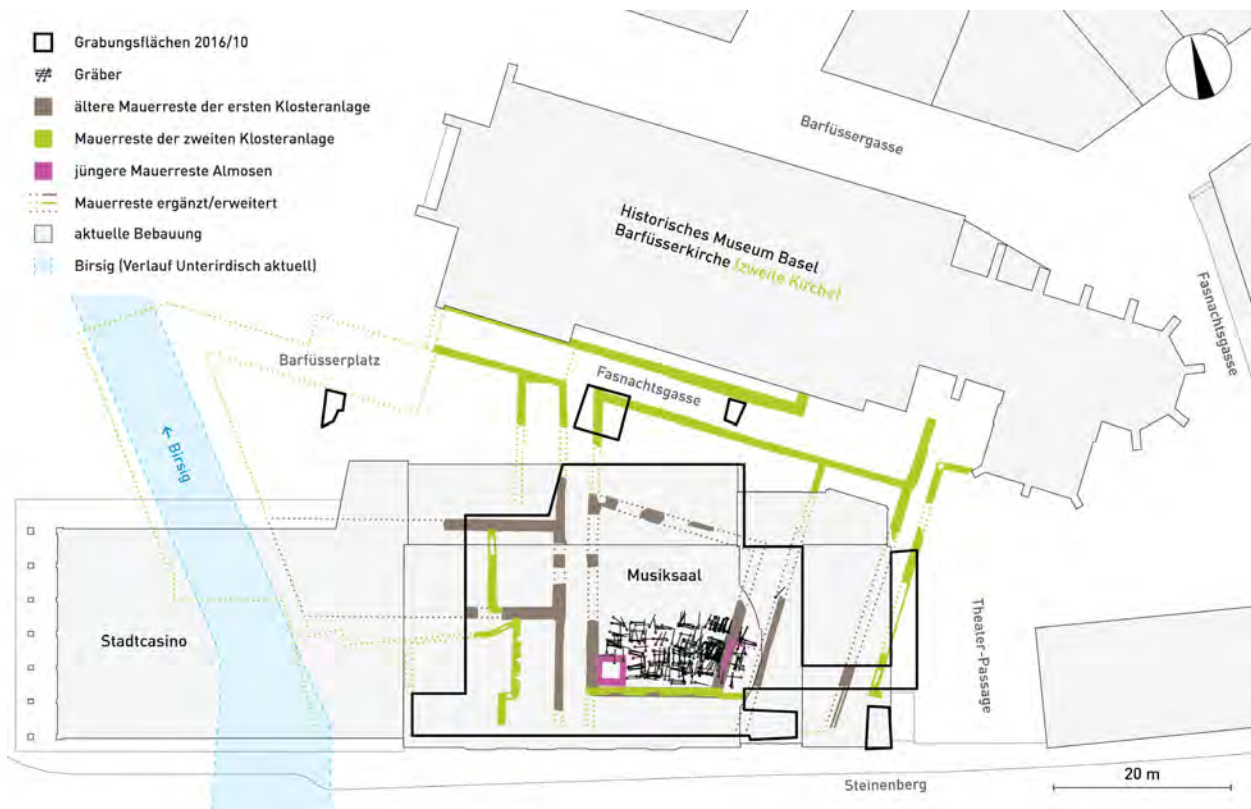 Grabungsflächen 2016/10
Gräber
ältere Mauerreste der ersten Klosteranlage
Mauerreste der zweiten Klosteranlage
jüngere Mauerreste Almosen
Mauerreste ergänzt/erweitert
aktuelle Bebauung
Birsig (Verlauf Unterirdisch aktuell)
Barfüssergasse
Historisches Museum Basel
Barfüsserkirche (zweite Kirche)
Fasnachtsgasse
Barfüsserplatz
Fasnachtsgasse
← Birsig
Musiksaal
Stadtcasino
Theater-Passage
20 m
Steinenberg